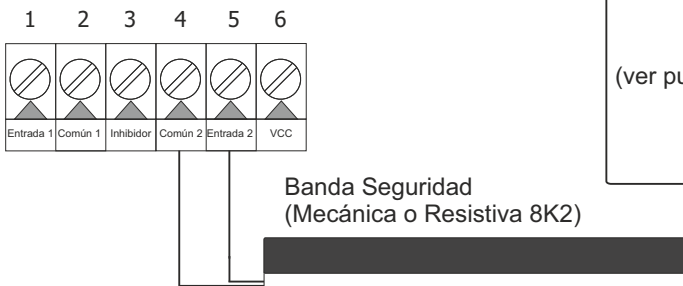 1 2 3 4 5 6
Entrada 1 Común 1 Inhibidor Común 2 Entrada 2 VCC
(ver
Banda Seguridad
(Mecánica o Resistiva 8K2)